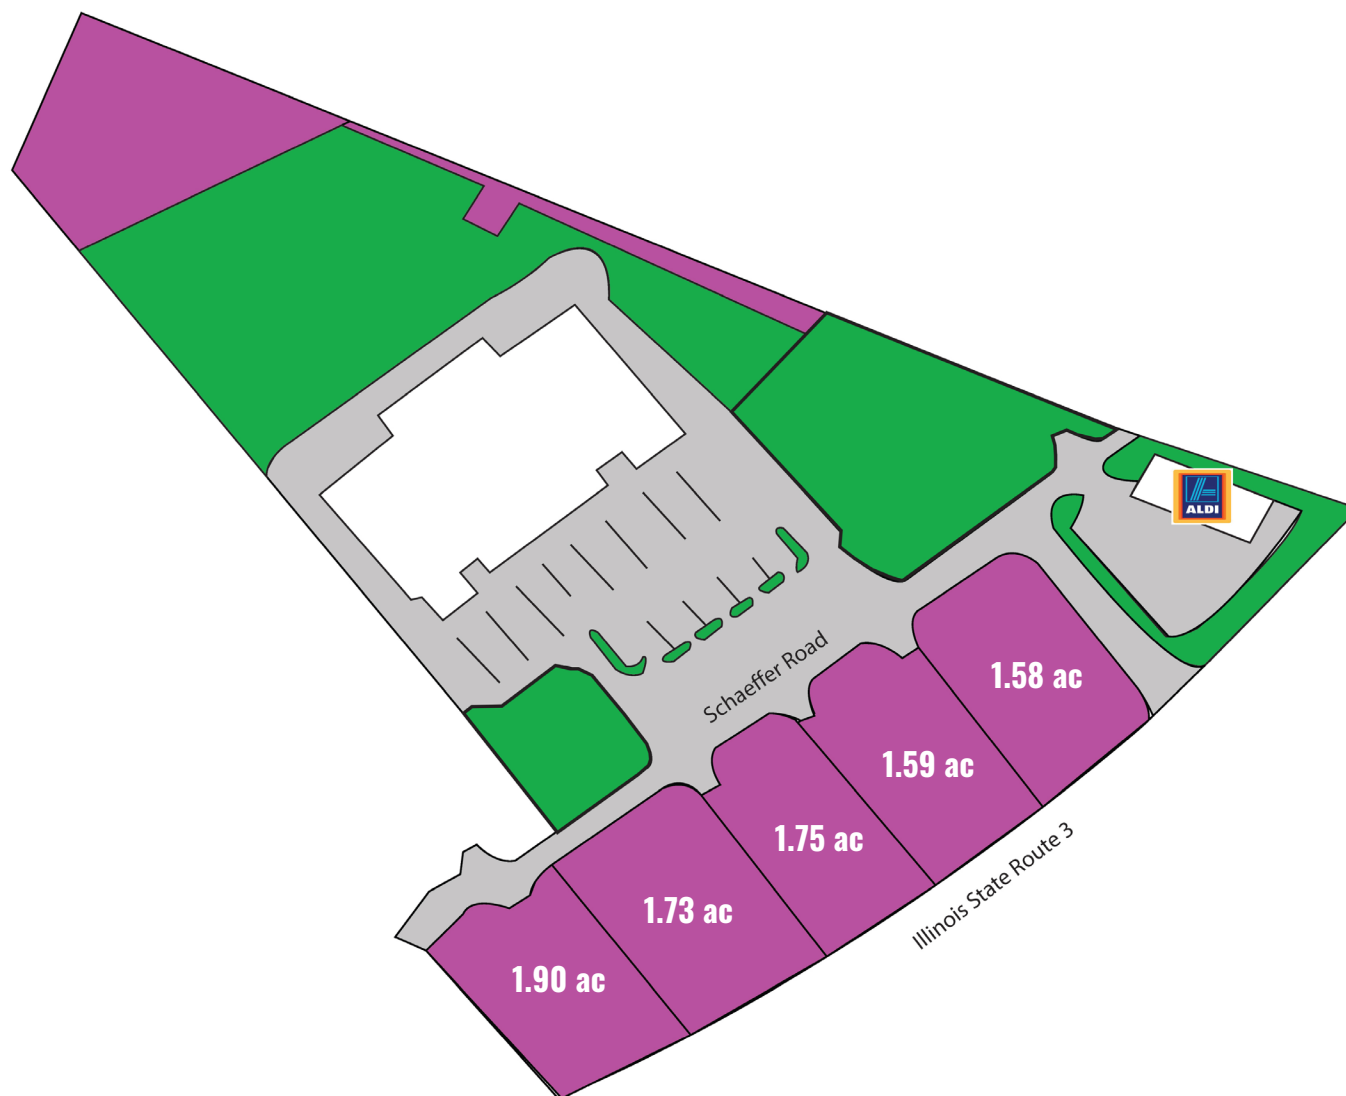 ALDI
1.58 ac
Schaeffer Road
1.59 ac
1.75 ac
1.73 ac
1.90 ac
Illinois State Route 3